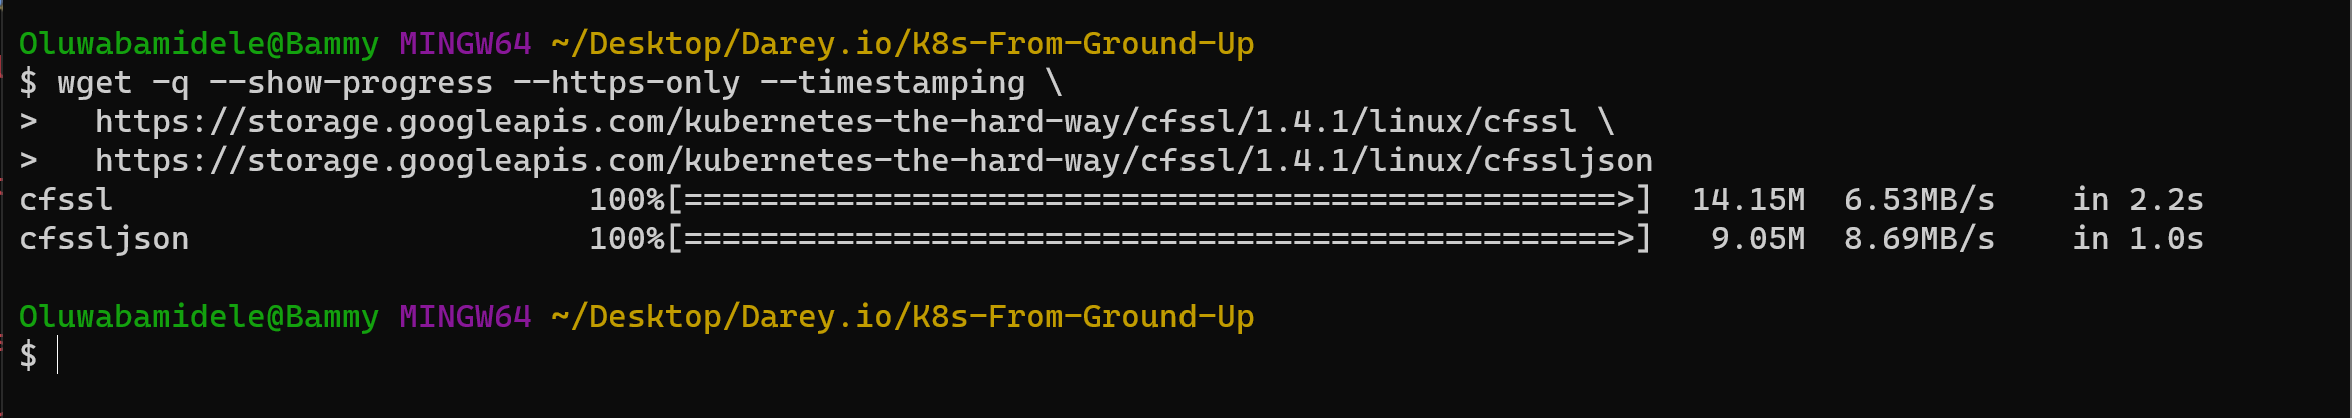 Oluwabamidele@Bammy MINGW64 ~/Desktop/Darey.io/K8s-From-Ground-Up
$ wget -q --show-progress --https-only --timestamping \
>   https://storage.googleapis.com/kubernetes-the-hard-way/cfssl/1.4.1/linux/cfssl \
>   https://storage.googleapis.com/kubernetes-the-hard-way/cfssl/1.4.1/linux/cfssljson
cfssl                         100%[=================================================>]  14.15M  6.53MB/s    in 2.2s
cfssljson                     100%[=================================================>]   9.05M  8.69MB/s    in 1.0s
Oluwabamidele@Bammy MINGW64 ~/Desktop/Darey.io/K8s-From-Ground-Up
$